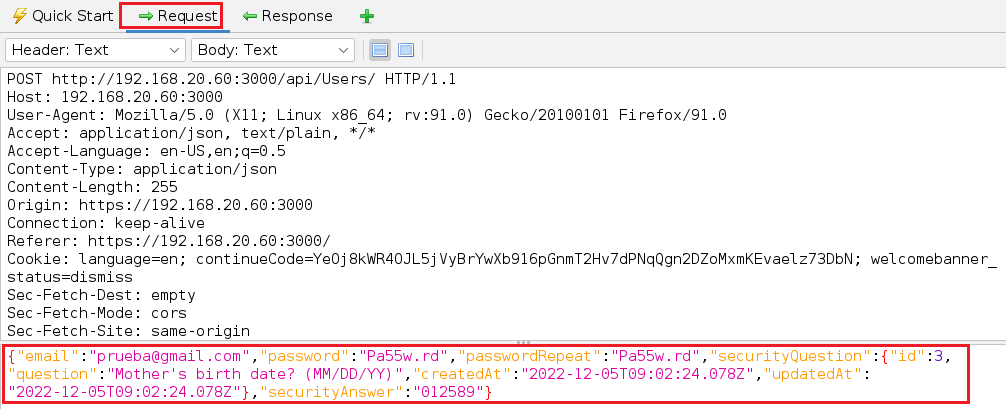 Quick Start Request Response
Header: Text Body: Text
POST http://192.168.20.60:3000/api/Users/ HTTP/1.1
Host: 192.168.20.60:3000
User-Agent: Mozilla/5.0 (X11; Linux x86_64; rv:91.0) Gecko/20100101 Firefox/91.0
Accept: application/json, text/plain, */*
Accept-Language: en-US,en;q=0.5
Content-Type: application/json
Content-Length: 255
Origin: https://192.168.20.60:3000
Connection: keep-alive
Referer: https://192.168.20.60:3000/
Cookie: language=en; continueCode=YeOj8kWR4OJL5jVyBrYwXb916pGnmT2Hv7dPNqQgn2DZoMxmKEvaelz73DbN; welcomebanner_
status=dismiss
Sec-Fetch-Dest: empty
Sec-Fetch-Mode: cors
Sec-Fetch-Site: same-origin
{"email":"prueba@gmail.com","password":"Pa55w.rd","passwordRepeat":"Pa55w.rd","securityQuestion":{"id":3,
"question":"Mother's birth date? (MM/DD/YY)","createdAt":"2022-12-05T09:02:24.078Z","updatedAt":
"2022-12-05T09:02:24.078Z"},"securityAnswer":"012589"}